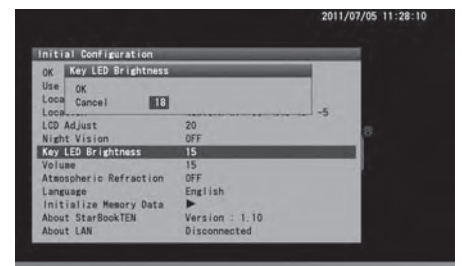 2011/07/05 11:28:10
Initial Configuration
OK Key LED Brightness
Use OK
Loca Cancel 18
Loca -5
LCD Adjust 20
Night Vision OFF
Key LED Brightness 15
Volume 15
Atmospheric Refraction OFF
Language English
Initialize Memory Data ▶
About StarBookTEN Version : 1.10
About LAN Disconnected